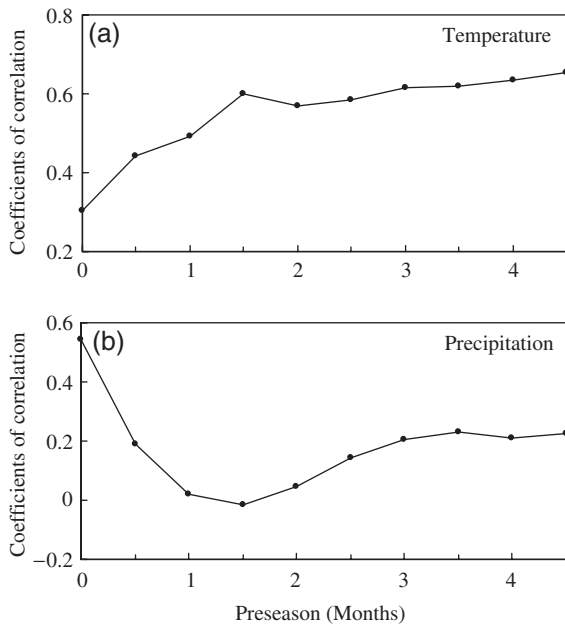 (a)
Temperature
Coefficients of correlation
0.8
0.6
0.4
0.2
0 1 2 3 4
(b)
Precipitation
Coefficients of correlation
0.6
0.4
0.2
0
−0.2
0 1 2 3 4
Preseason (Months)